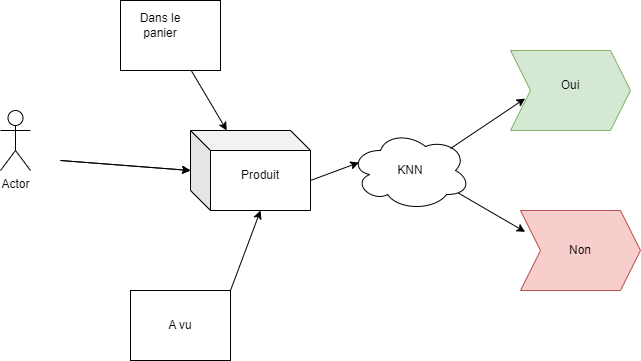 Dans le
panier
Oui
Actor
Produit
KNN
Non
A vu